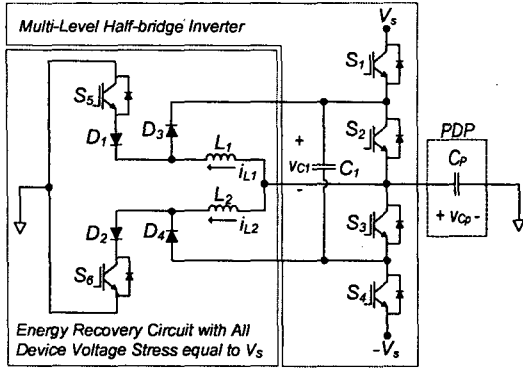 Multi-Level Half-bridge Inverter
Vs
S1
S5
D1
D3
L1
iL1
+
vC1
-
C1
S2
PDP
CP
+ vCp -
L2
iL2
D2
D4
S6
S3
S4
-Vs
Energy Recovery Circuit with All
Device Voltage Stress equal to Vs